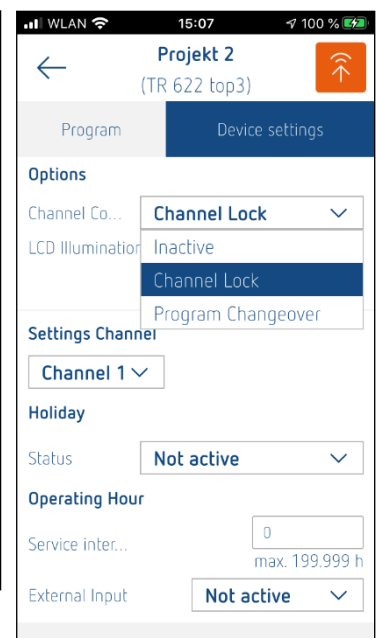 WLAN 15:07 100 %
Projekt 2
(TR 622 top3)
Program Device settings
Options
Channel Co... Channel Lock
LCD Illumination Inactive
Channel Lock
Program Changeover
Settings Channel
Channel 1
Holiday
Status Not active
Operating Hour
Service inter... 0
max. 199.999 h
External Input Not active